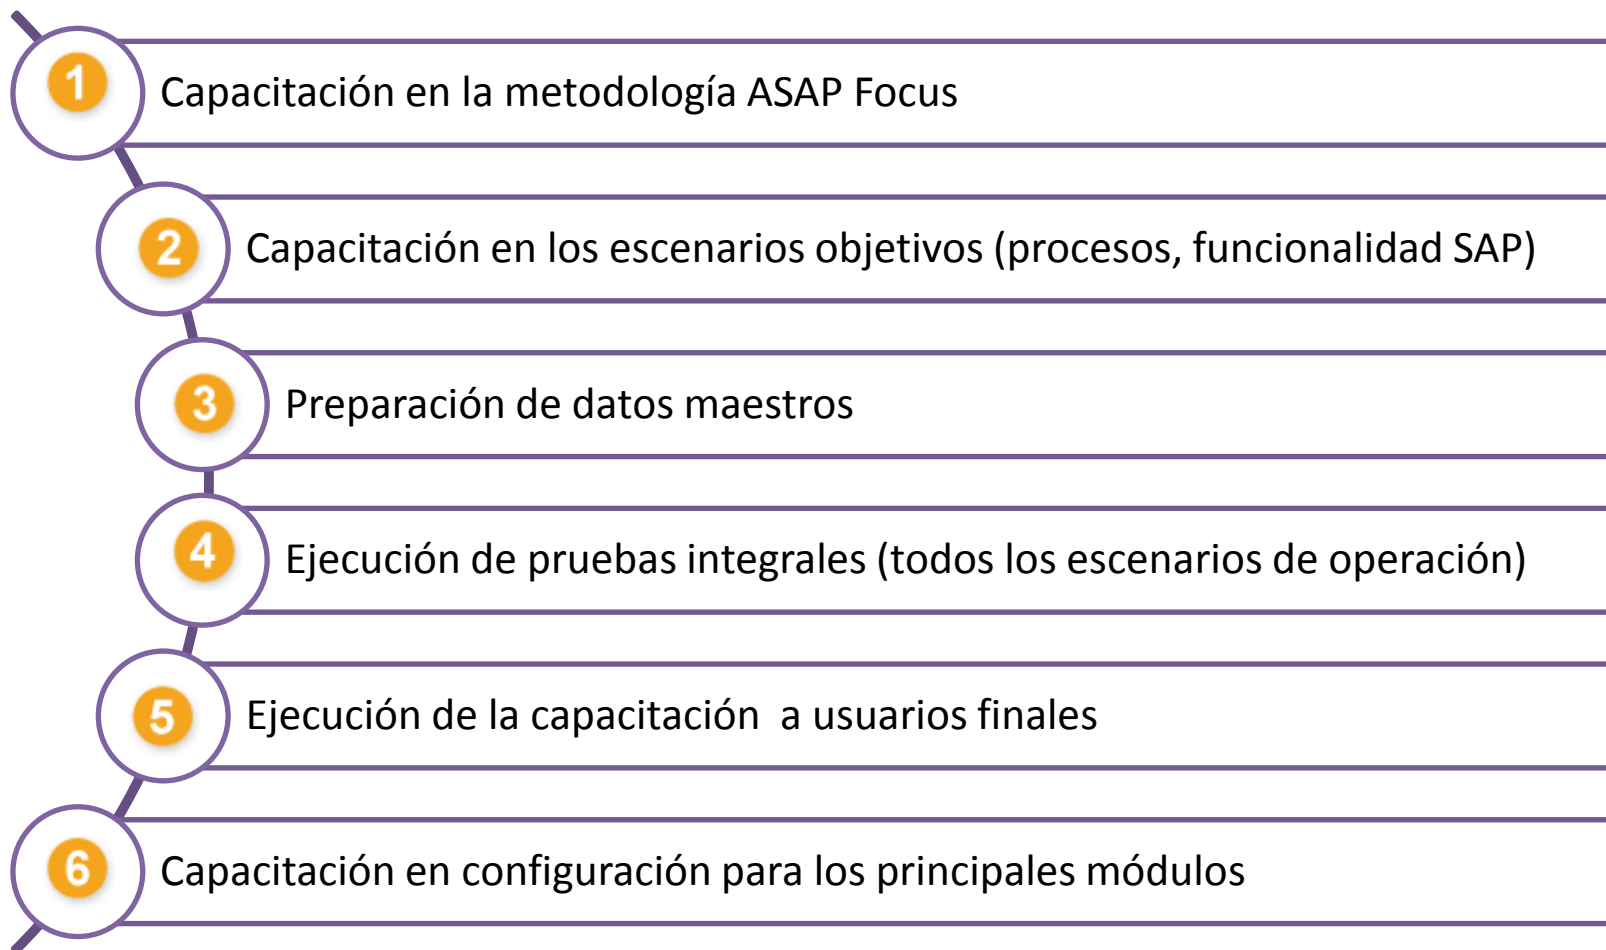 1 Capacitación en la metodología ASAP Focus
2 Capacitación en los escenarios objetivos (procesos, funcionalidad SAP)
3 Preparación de datos maestros
4 Ejecución de pruebas integrales (todos los escenarios de operación)
5 Ejecución de la capacitación  a usuarios finales
6 Capacitación en configuración para los principales módulos